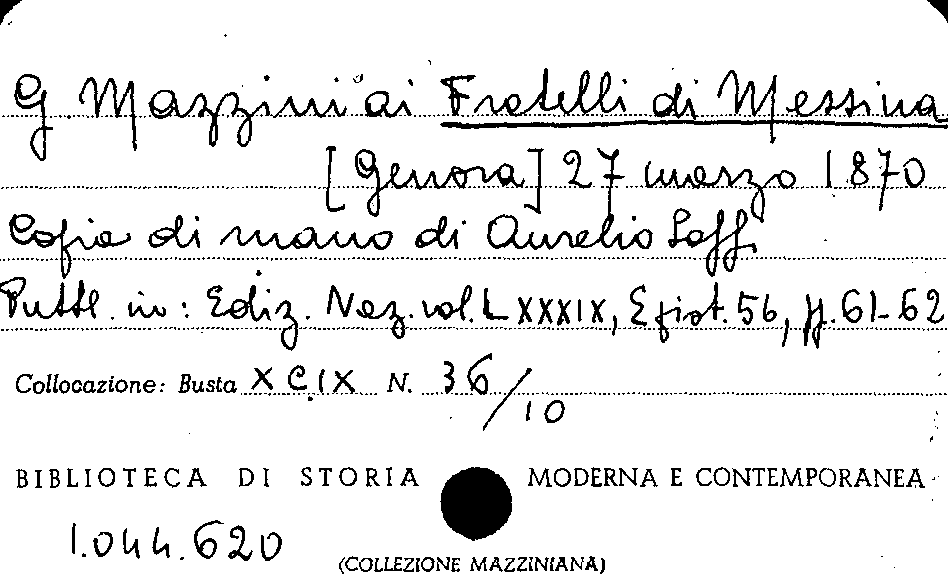 G. Mazzini ai Fratelli di Messina
[Genova] 27 marzo 1870
Copia di mano di Aurelio Saffi
Pubbl. in: Ediz. Naz. vol. LXXXIX, Epist. 56, pp. 61-62
Collocazione: Busta XCIX N. 36/10
BIBLIOTECA DI STORIA MODERNA E CONTEMPORANEA
1.044.620
(COLLEZIONE MAZZINIANA)